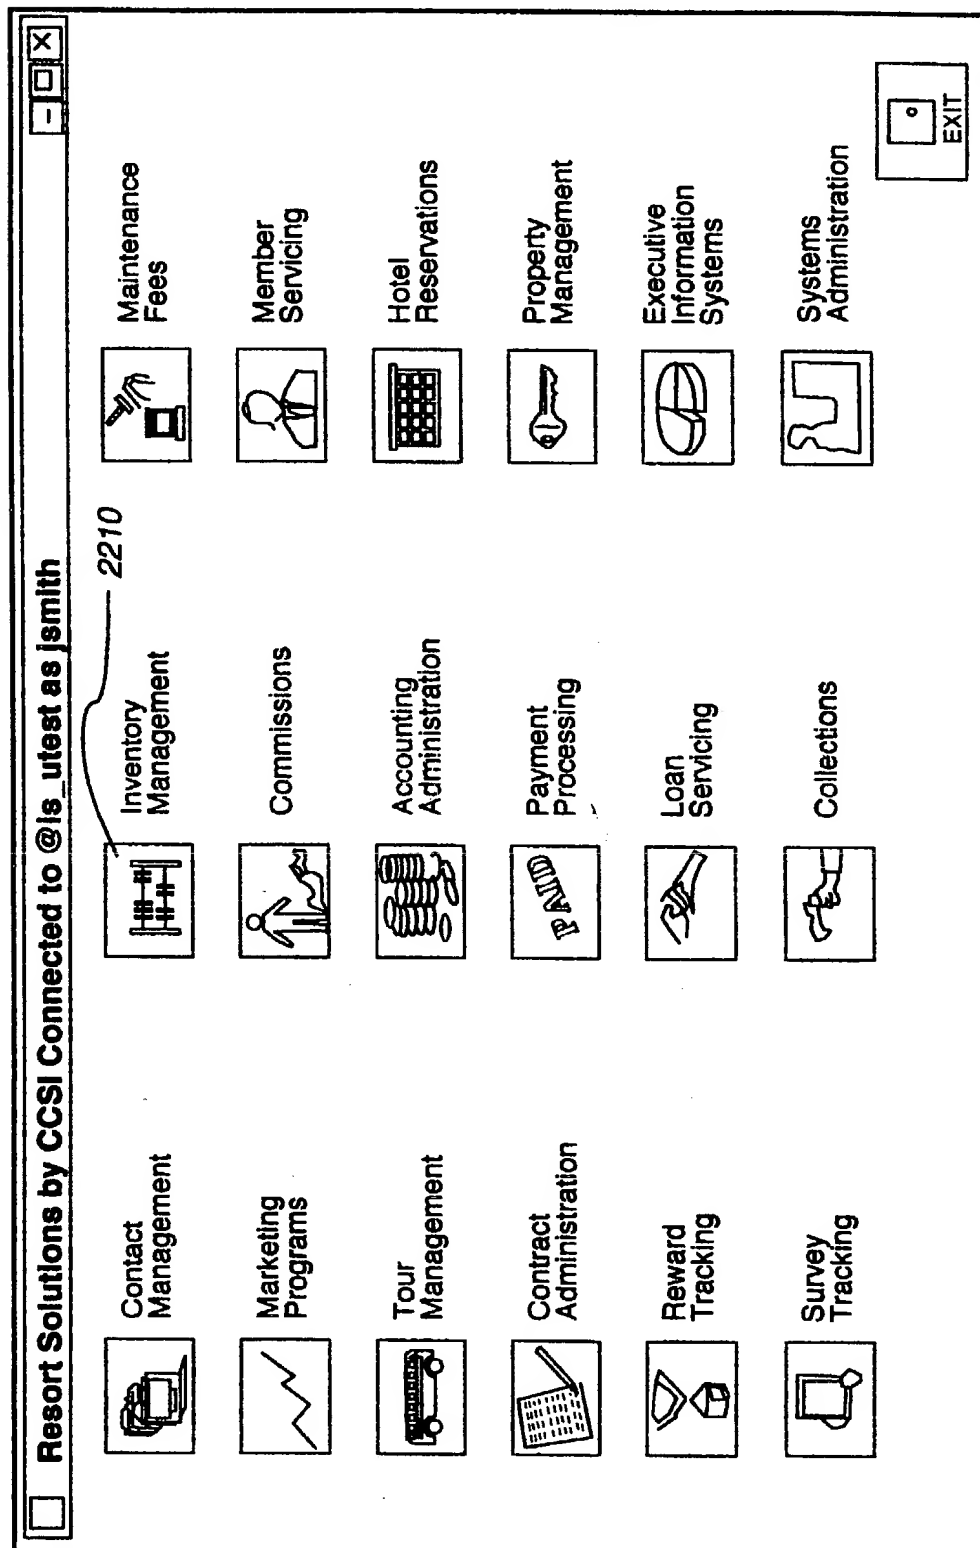 Resort Solutions by CCSI Connected to @ls_utest as jsmith
2210
Contact
Management
Marketing
Programs
Tour
Management
Contract
Administration
Reward
Tracking
Survey
Tracking
Inventory
Management
Commissions
Accounting
Administration
PAID
Payment
Processing
Loan
Servicing
Collections
Maintenance
Fees
Member
Servicing
Hotel
Reservations
Property
Management
Executive
Information
Systems
Systems
Administration
EXIT